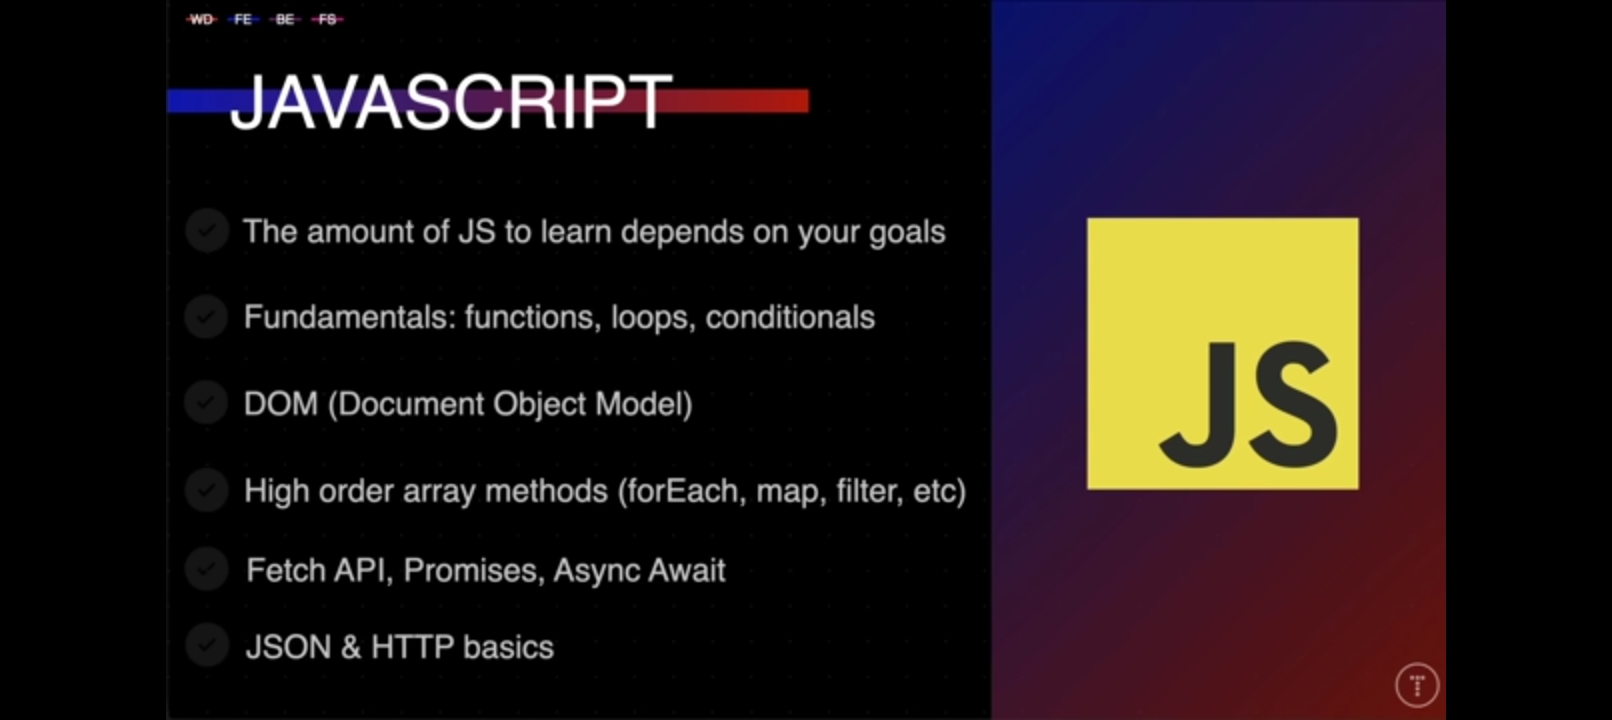 WD FE BE FS
JAVASCRIPT
The amount of JS to learn depends on your goals
Fundamentals: functions, loops, conditionals
DOM (Document Object Model)
High order array methods (forEach, map, filter, etc)
Fetch API, Promises, Async Await
JSON & HTTP basics
JS
T